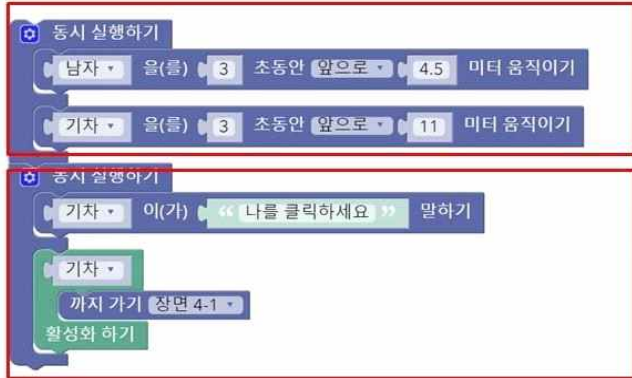 동시 실행하기
남자 을(를) 3 초동안 앞으로 4.5 미터 움직이기
기차 을(를) 3 초동안 앞으로 11 미터 움직이기
동시 실행하기
기차 이(가) “ 나를 클릭하세요 ” 말하기
기차
까지 가기 장면 4-1
활성화 하기